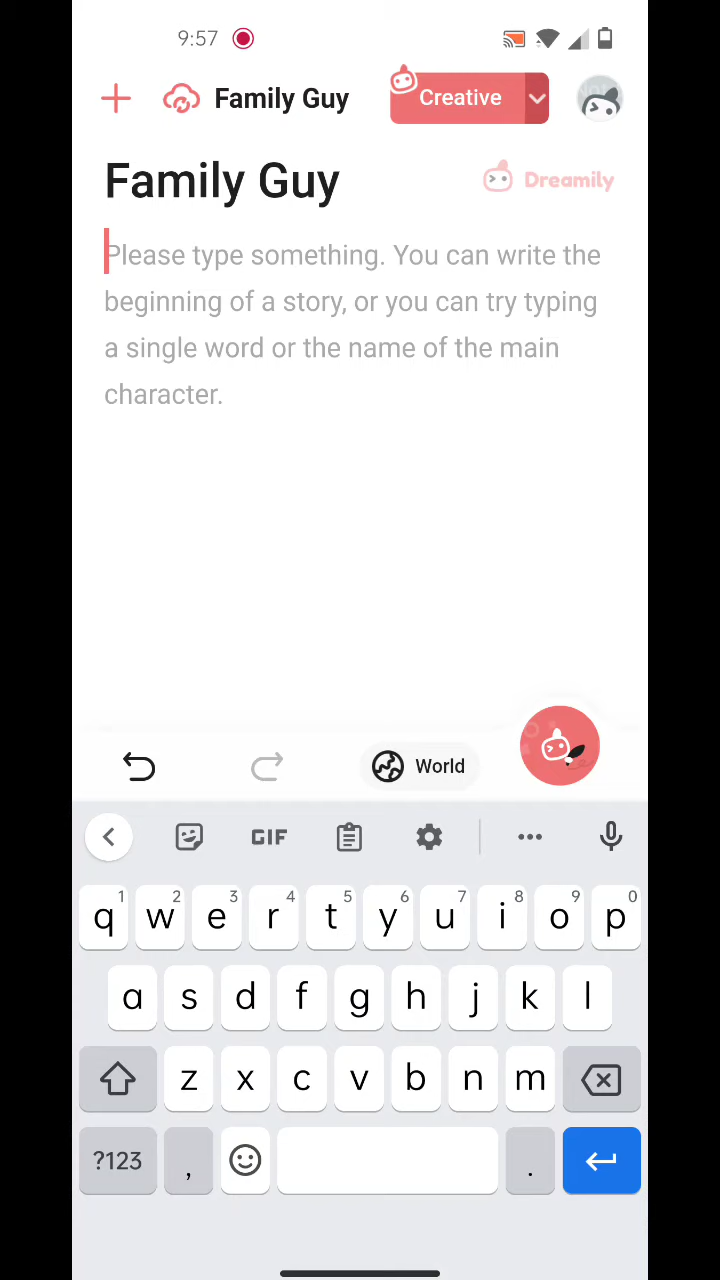 9:57
Family Guy
Creative
Family Guy
Dreamily
Please type something. You can write the
beginning of a story, or you can try typing
a single word or the name of the main
character.
World
GIF
1 2 3 4 5 6 7 8 9 0
q w e r t y u i o p
a s d f g h j k l
z x c v b n m
?123 , .